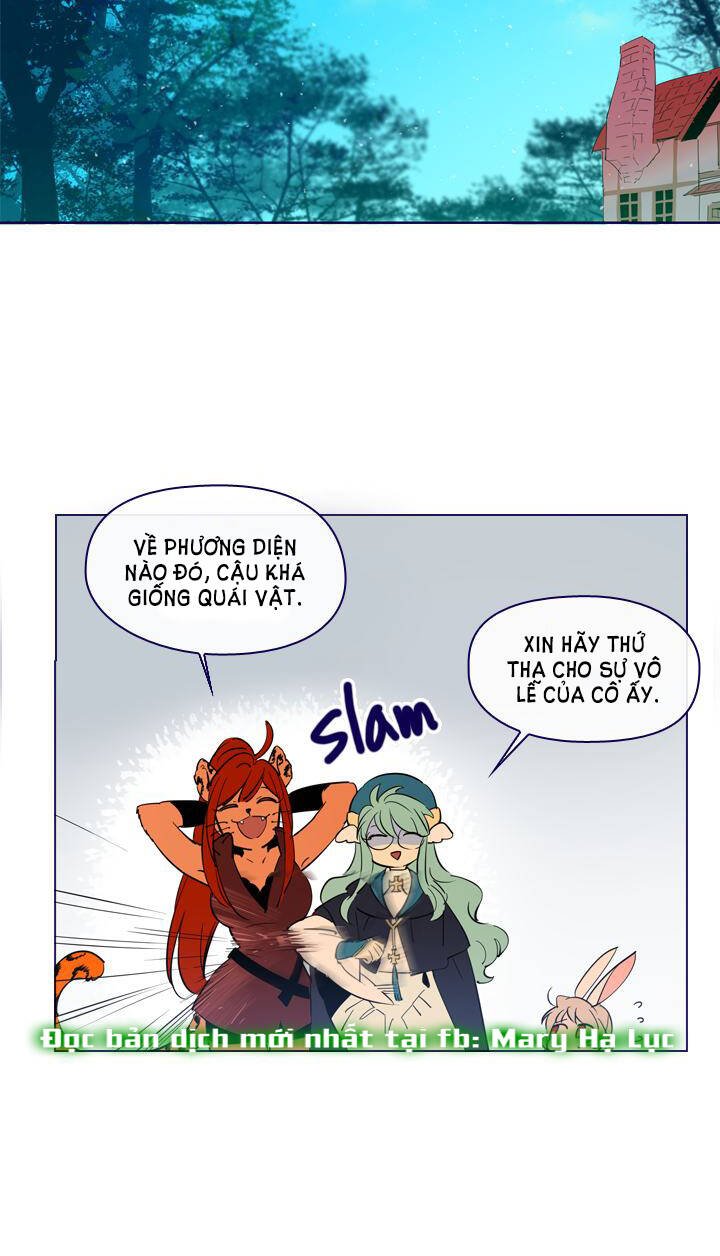 VỀ PHƯƠNG DIỆN
NÀO ĐÓ, CẬU KHÁ
GIỐNG QUÁI VẬT.
XIN HÃY THỨ
THA CHO SỰ VÔ
LỄ CỦA CÔ ẤY.
slam
Đọc bản dịch mới nhất tại fb: Mary Hạ Lục